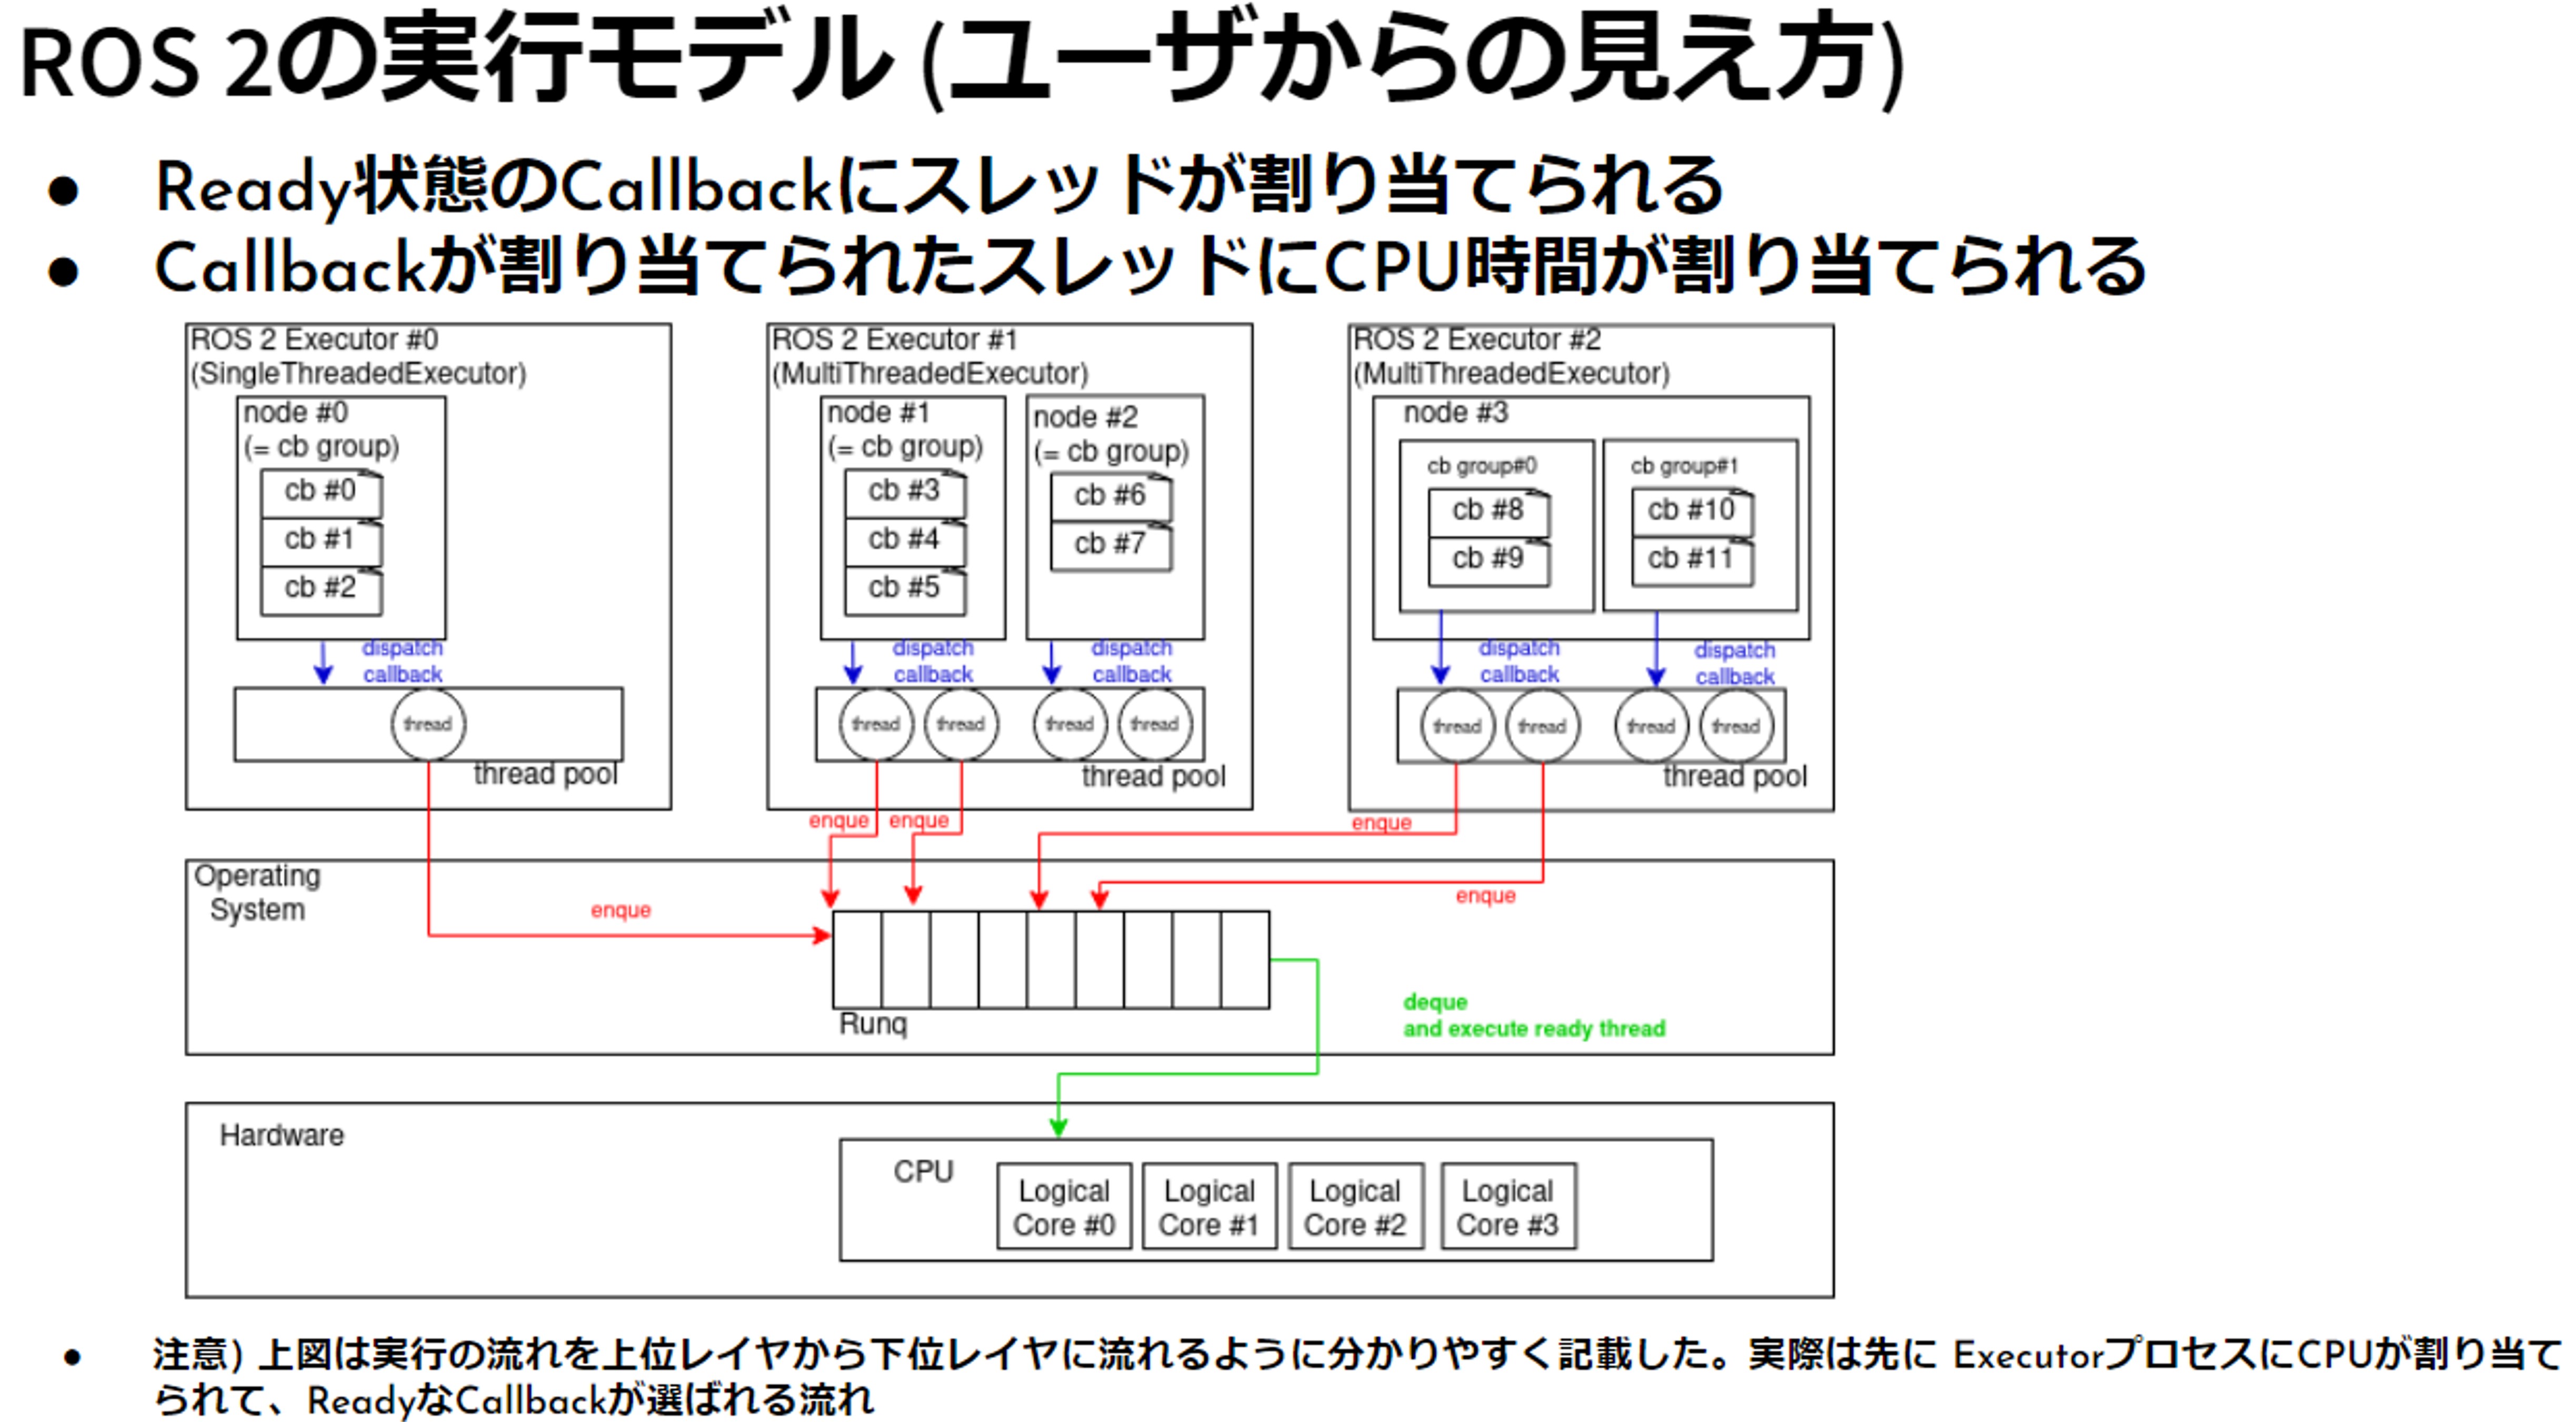 ROS 2の実行モデル (ユーザからの見え方)
● Ready状態のCallbackにスレッドが割り当てられる
● Callbackが割り当てられたスレッドにCPU時間が割り当てられる
ROS 2 Executor #0
(SingleThreadedExecutor)
node #0
(= cb group)
cb #0
cb #1
cb #2
dispatch
callback
thread
thread pool
ROS 2 Executor #1
(MultiThreadedExecutor)
node #1
(= cb group)
cb #3
cb #4
cb #5
node #2
(= cb group)
cb #6
cb #7
dispatch
callback
dispatch
callback
thread
thread
thread
thread
thread pool
ROS 2 Executor #2
(MultiThreadedExecutor)
node #3
cb group#0
cb #8
cb #9
cb group#1
cb #10
cb #11
dispatch
callback
dispatch
callback
thread
thread
thread
thread
thread pool
enque
enque
enque
Operating
System
enque
enque
Runq
deque
and execute ready thread
Hardware
CPU
Logical
Core #0
Logical
Core #1
Logical
Core #2
Logical
Core #3
● 注意) 上図は実行の流れを上位レイヤから下位レイヤに流れるように分かりやすく記載した。実際は先に ExecutorプロセスにCPUが割り当て
られて、ReadyなCallbackが選ばれる流れ